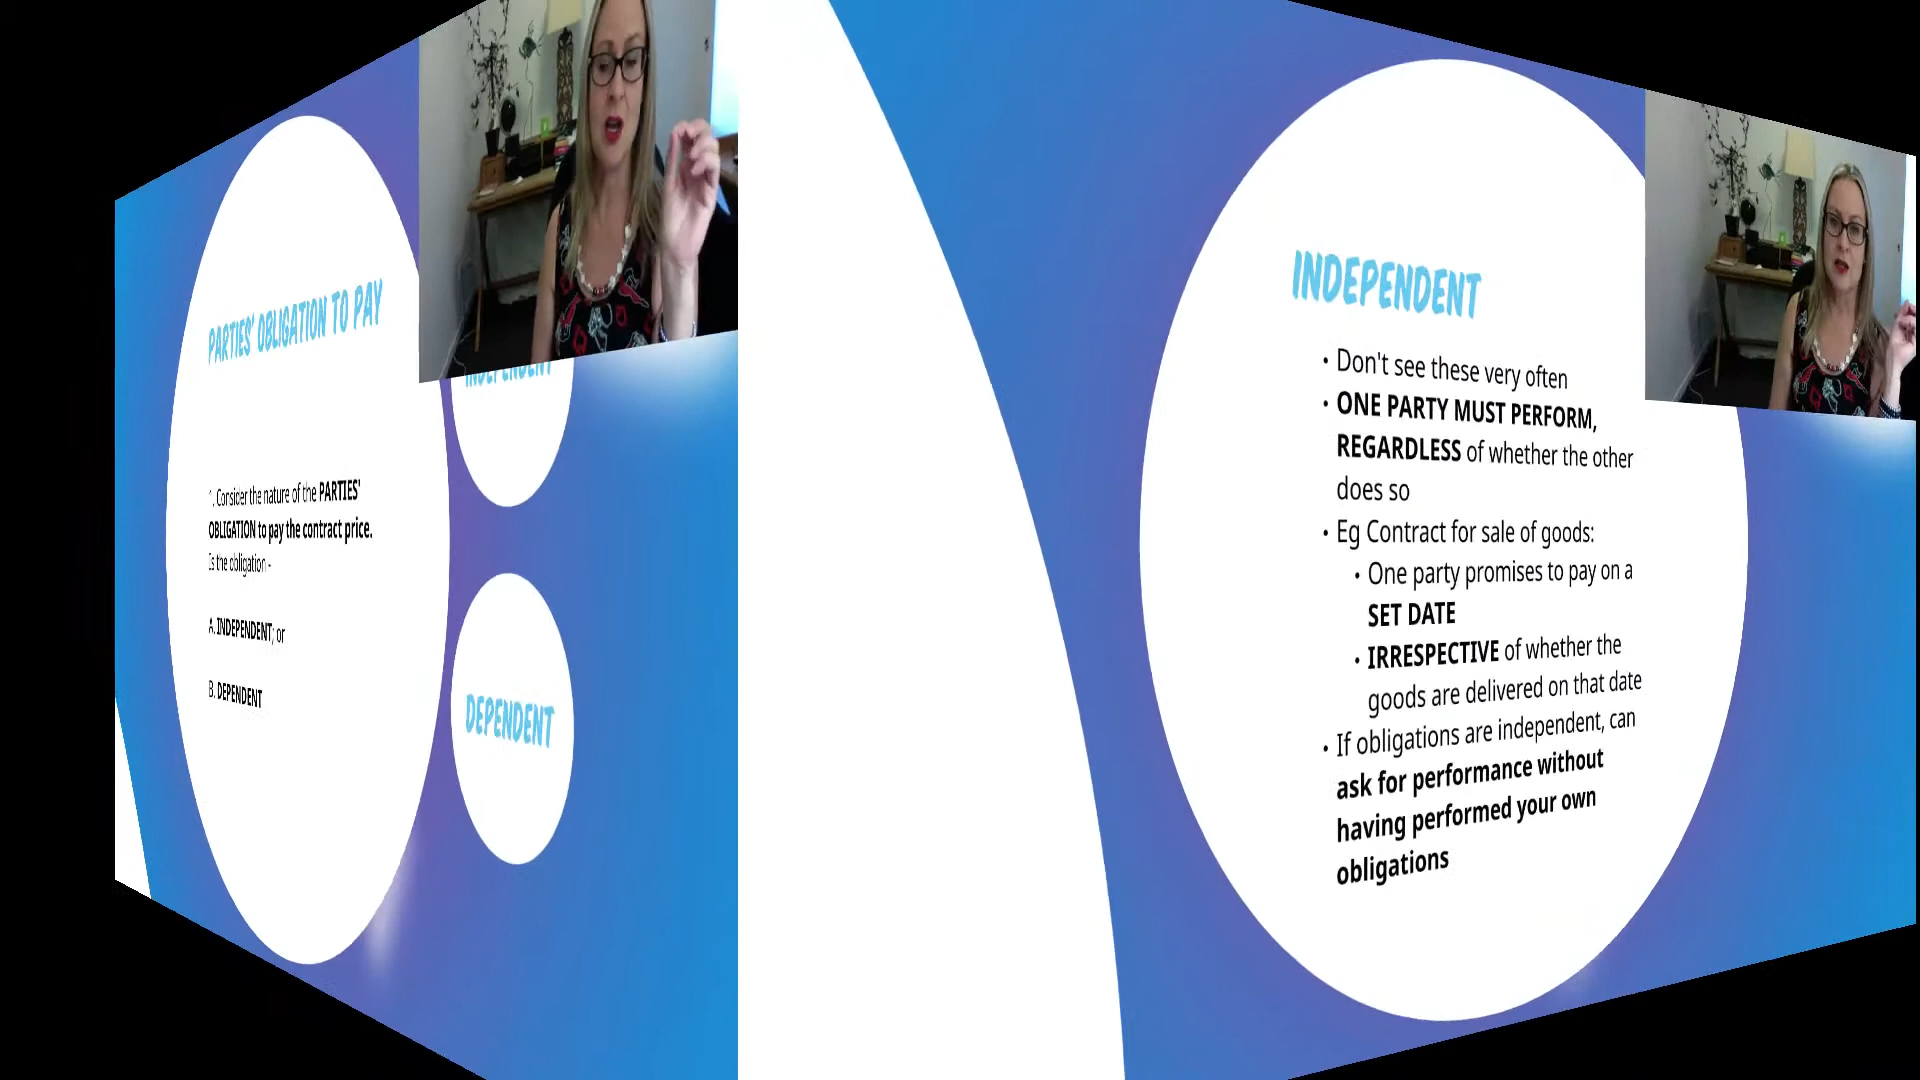 PARTIES' OBLIGATION TO PAY
1. Consider the nature of the PARTIES'
OBLIGATION to pay the contract price.
Is the obligation -
A. INDEPENDENT; or
B. DEPENDENT
INDEPENDENT
DEPENDENT
INDEPENDENT
• Don't see these very often
• ONE PARTY MUST PERFORM,
REGARDLESS of whether the other
does so
• Eg Contract for sale of goods:
• One party promises to pay on a
SET DATE
• IRRESPECTIVE of whether the
goods are delivered on that date
• If obligations are independent, can
ask for performance without
having performed your own
obligations